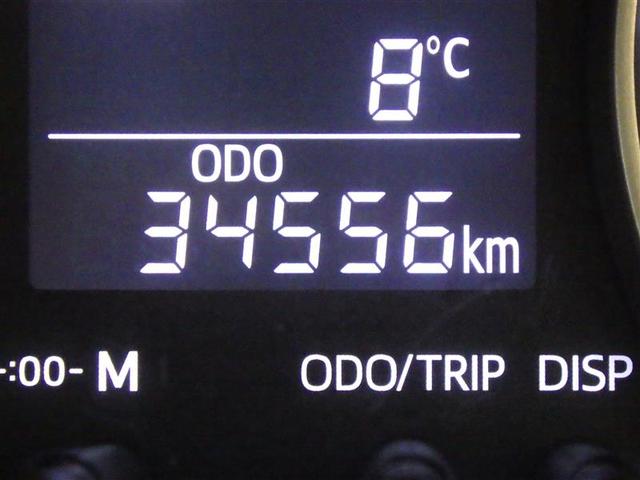 8°C
ODO
34556km
-:00- M ODO/TRIP DISP